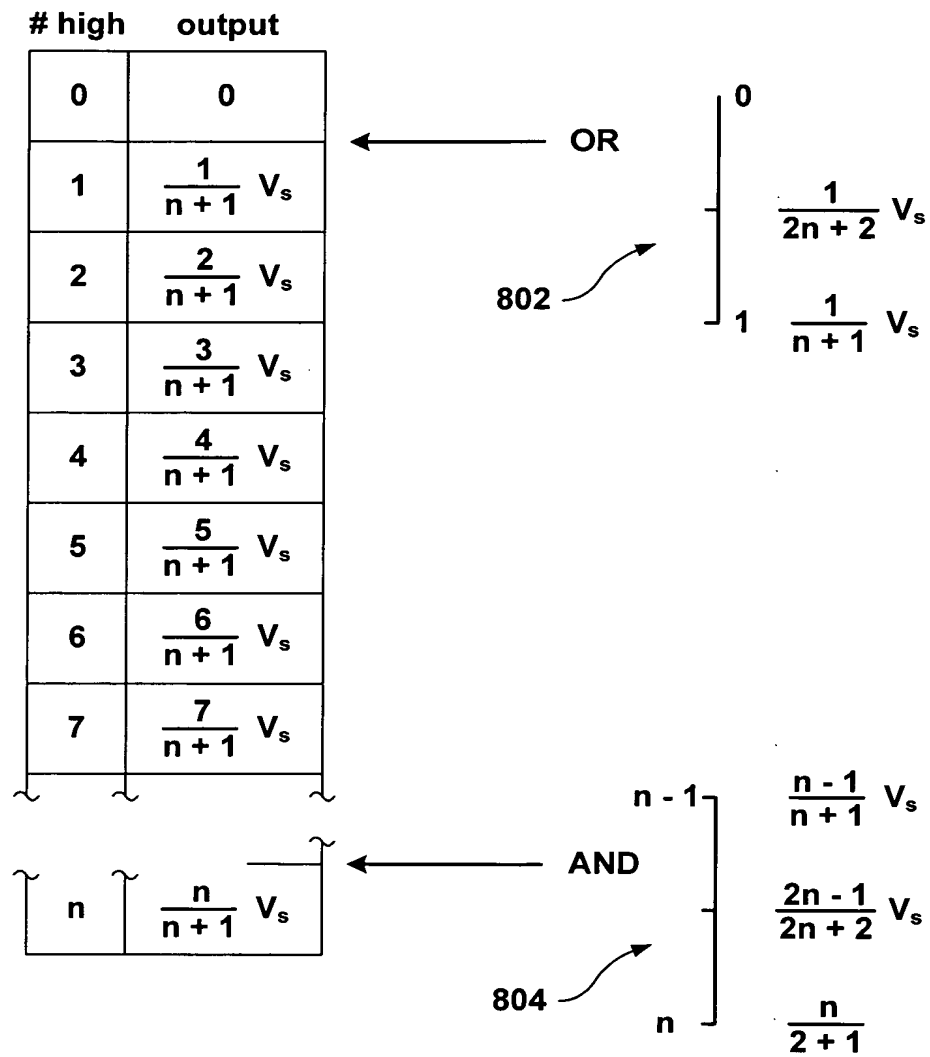 # high output
0 0
1 1/(n + 1) Vs
2 2/(n + 1) Vs
3 3/(n + 1) Vs
4 4/(n + 1) Vs
5 5/(n + 1) Vs
6 6/(n + 1) Vs
7 7/(n + 1) Vs
n n/(n + 1) Vs
OR
0
1/(2n + 2) Vs
802
1 1/(n + 1) Vs
n - 1 (n - 1)/(n + 1) Vs
AND
(2n - 1)/(2n + 2) Vs
804
n n/(2 + 1)